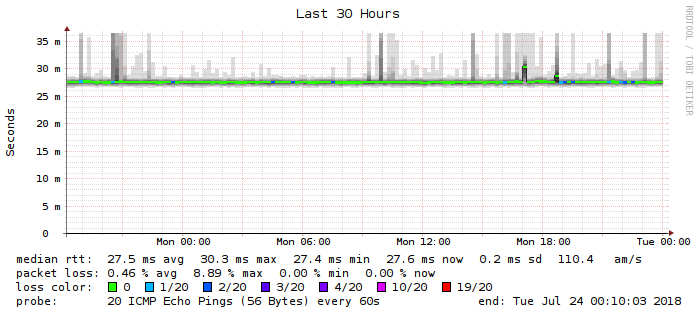 Last 30 Hours
RRDTOOL / TOBI OETIKER
Seconds
35 m
30 m
25 m
20 m
15 m
10 m
5 m
0
Mon 00:00 Mon 06:00 Mon 12:00 Mon 18:00 Tue 00:00
median rtt: 27.5 ms avg 30.3 ms max 27.4 ms min 27.6 ms now 0.2 ms sd 110.4 am/s
packet loss: 0.46 % avg 8.89 % max 0.00 % min 0.00 % now
loss color: 0 1/20 2/20 3/20 4/20 10/20 19/20
probe: 20 ICMP Echo Pings (56 Bytes) every 60s end: Tue Jul 24 00:10:03 2018